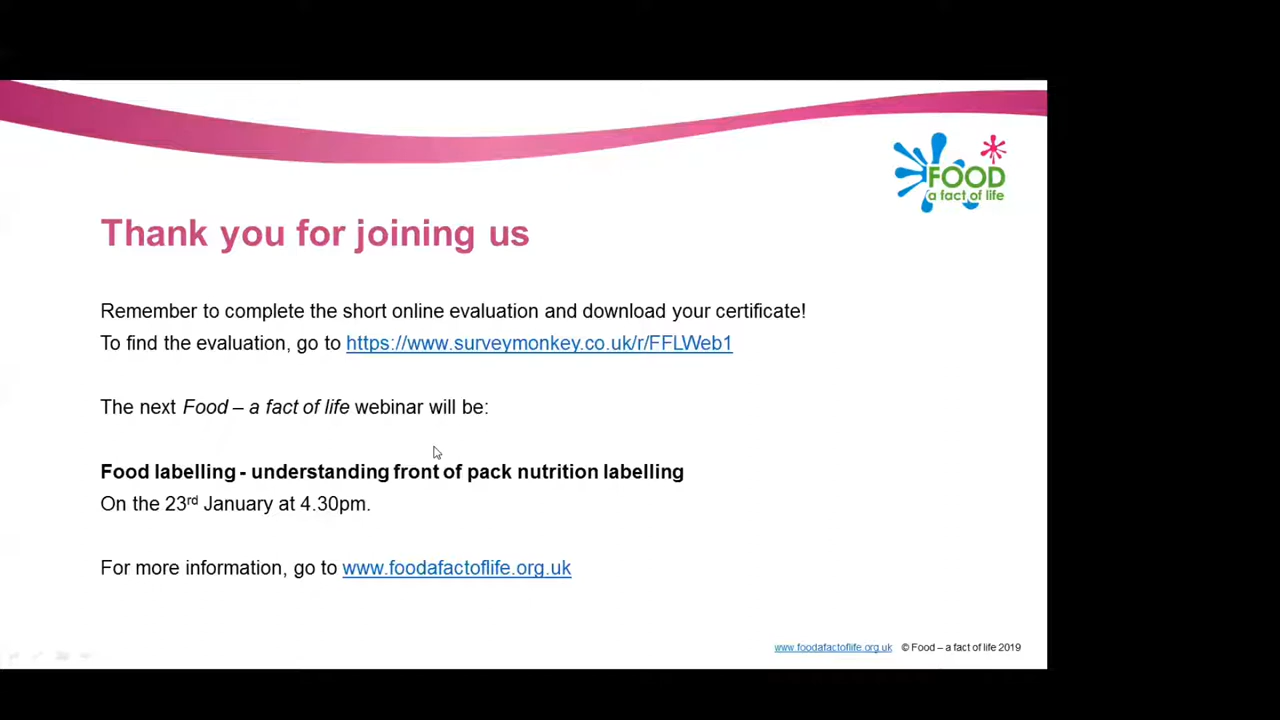 FOOD
a fact of life
Thank you for joining us
Remember to complete the short online evaluation and download your certificate!
To find the evaluation, go to https://www.surveymonkey.co.uk/r/FFLWeb1
The next Food – a fact of life webinar will be:
Food labelling - understanding front of pack nutrition labelling
On the 23rd January at 4.30pm.
For more information, go to www.foodafactoflife.org.uk
www.foodafactoflife.org.uk © Food – a fact of life 2019